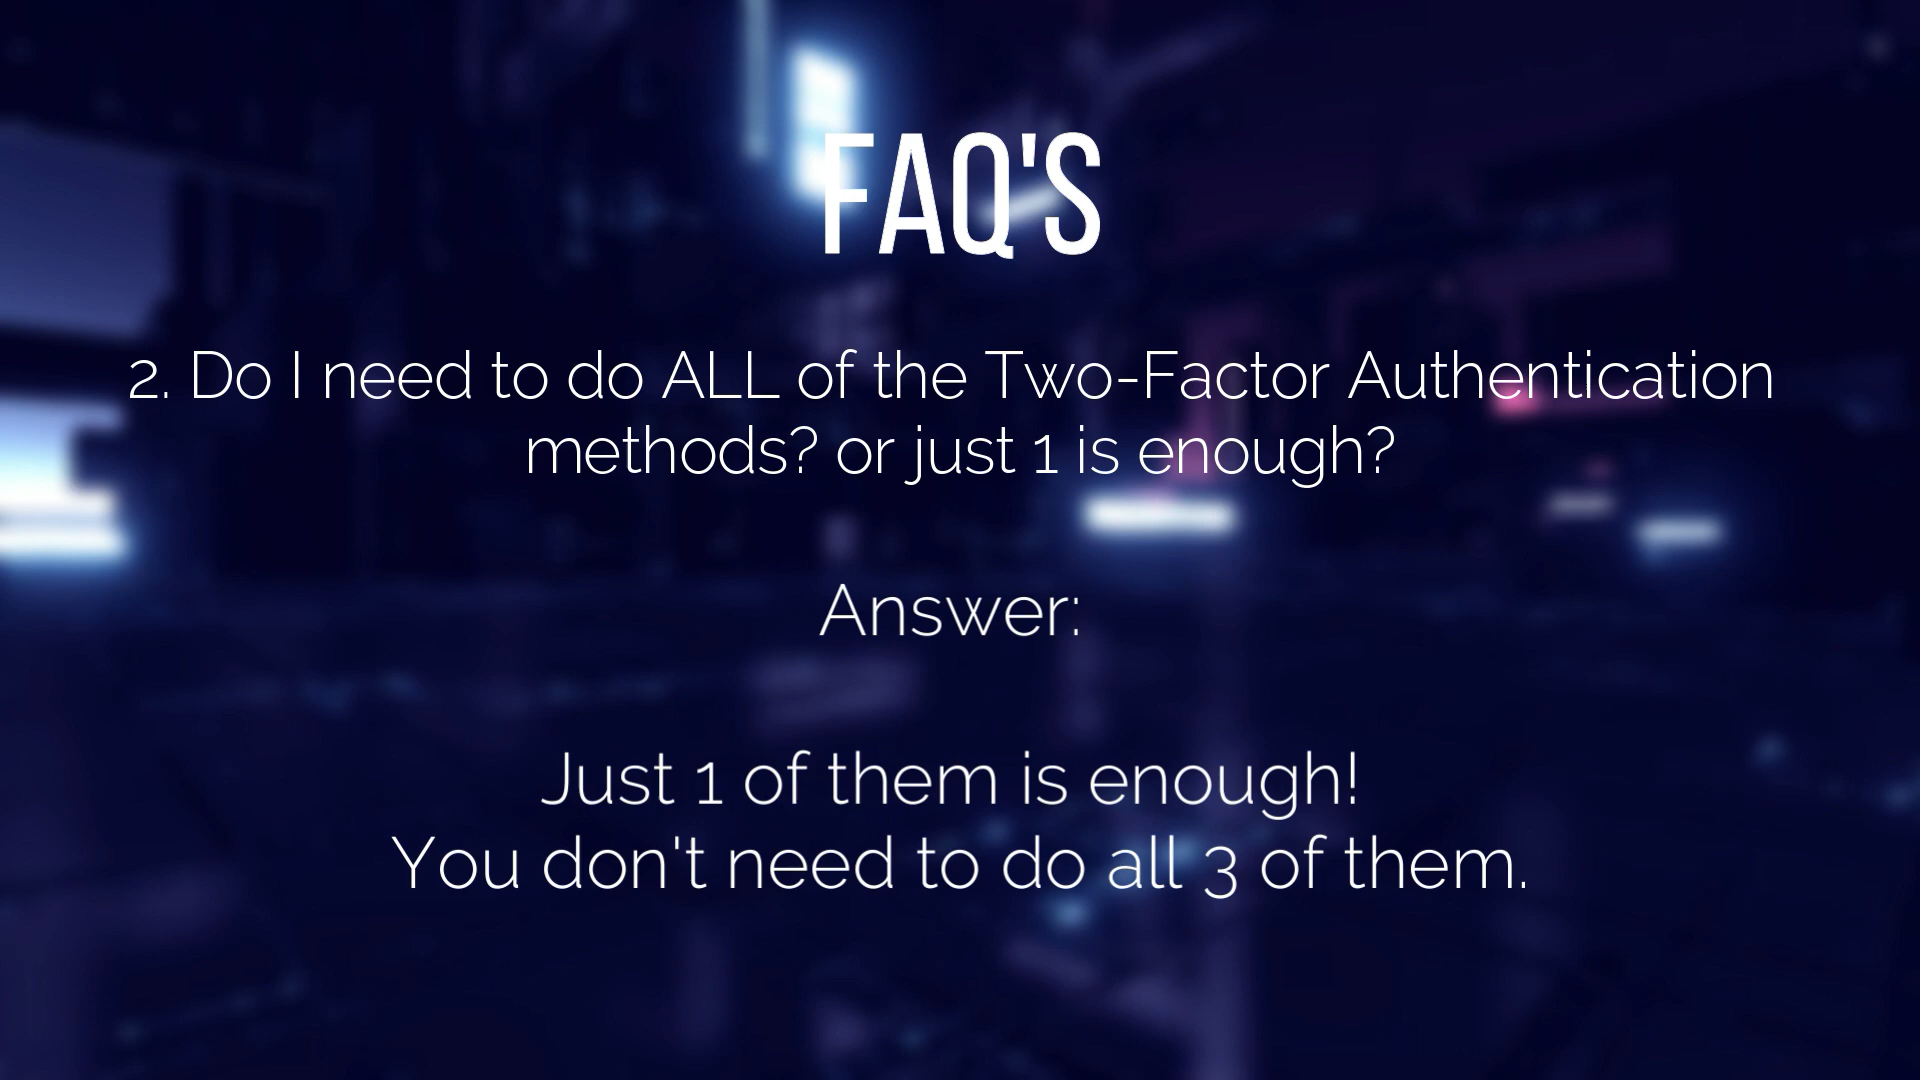 FAQ'S
2. Do I need to do ALL of the Two-Factor Authentication
methods? or just 1 is enough?
Answer:
Just 1 of them is enough!
You don't need to do all 3 of them.